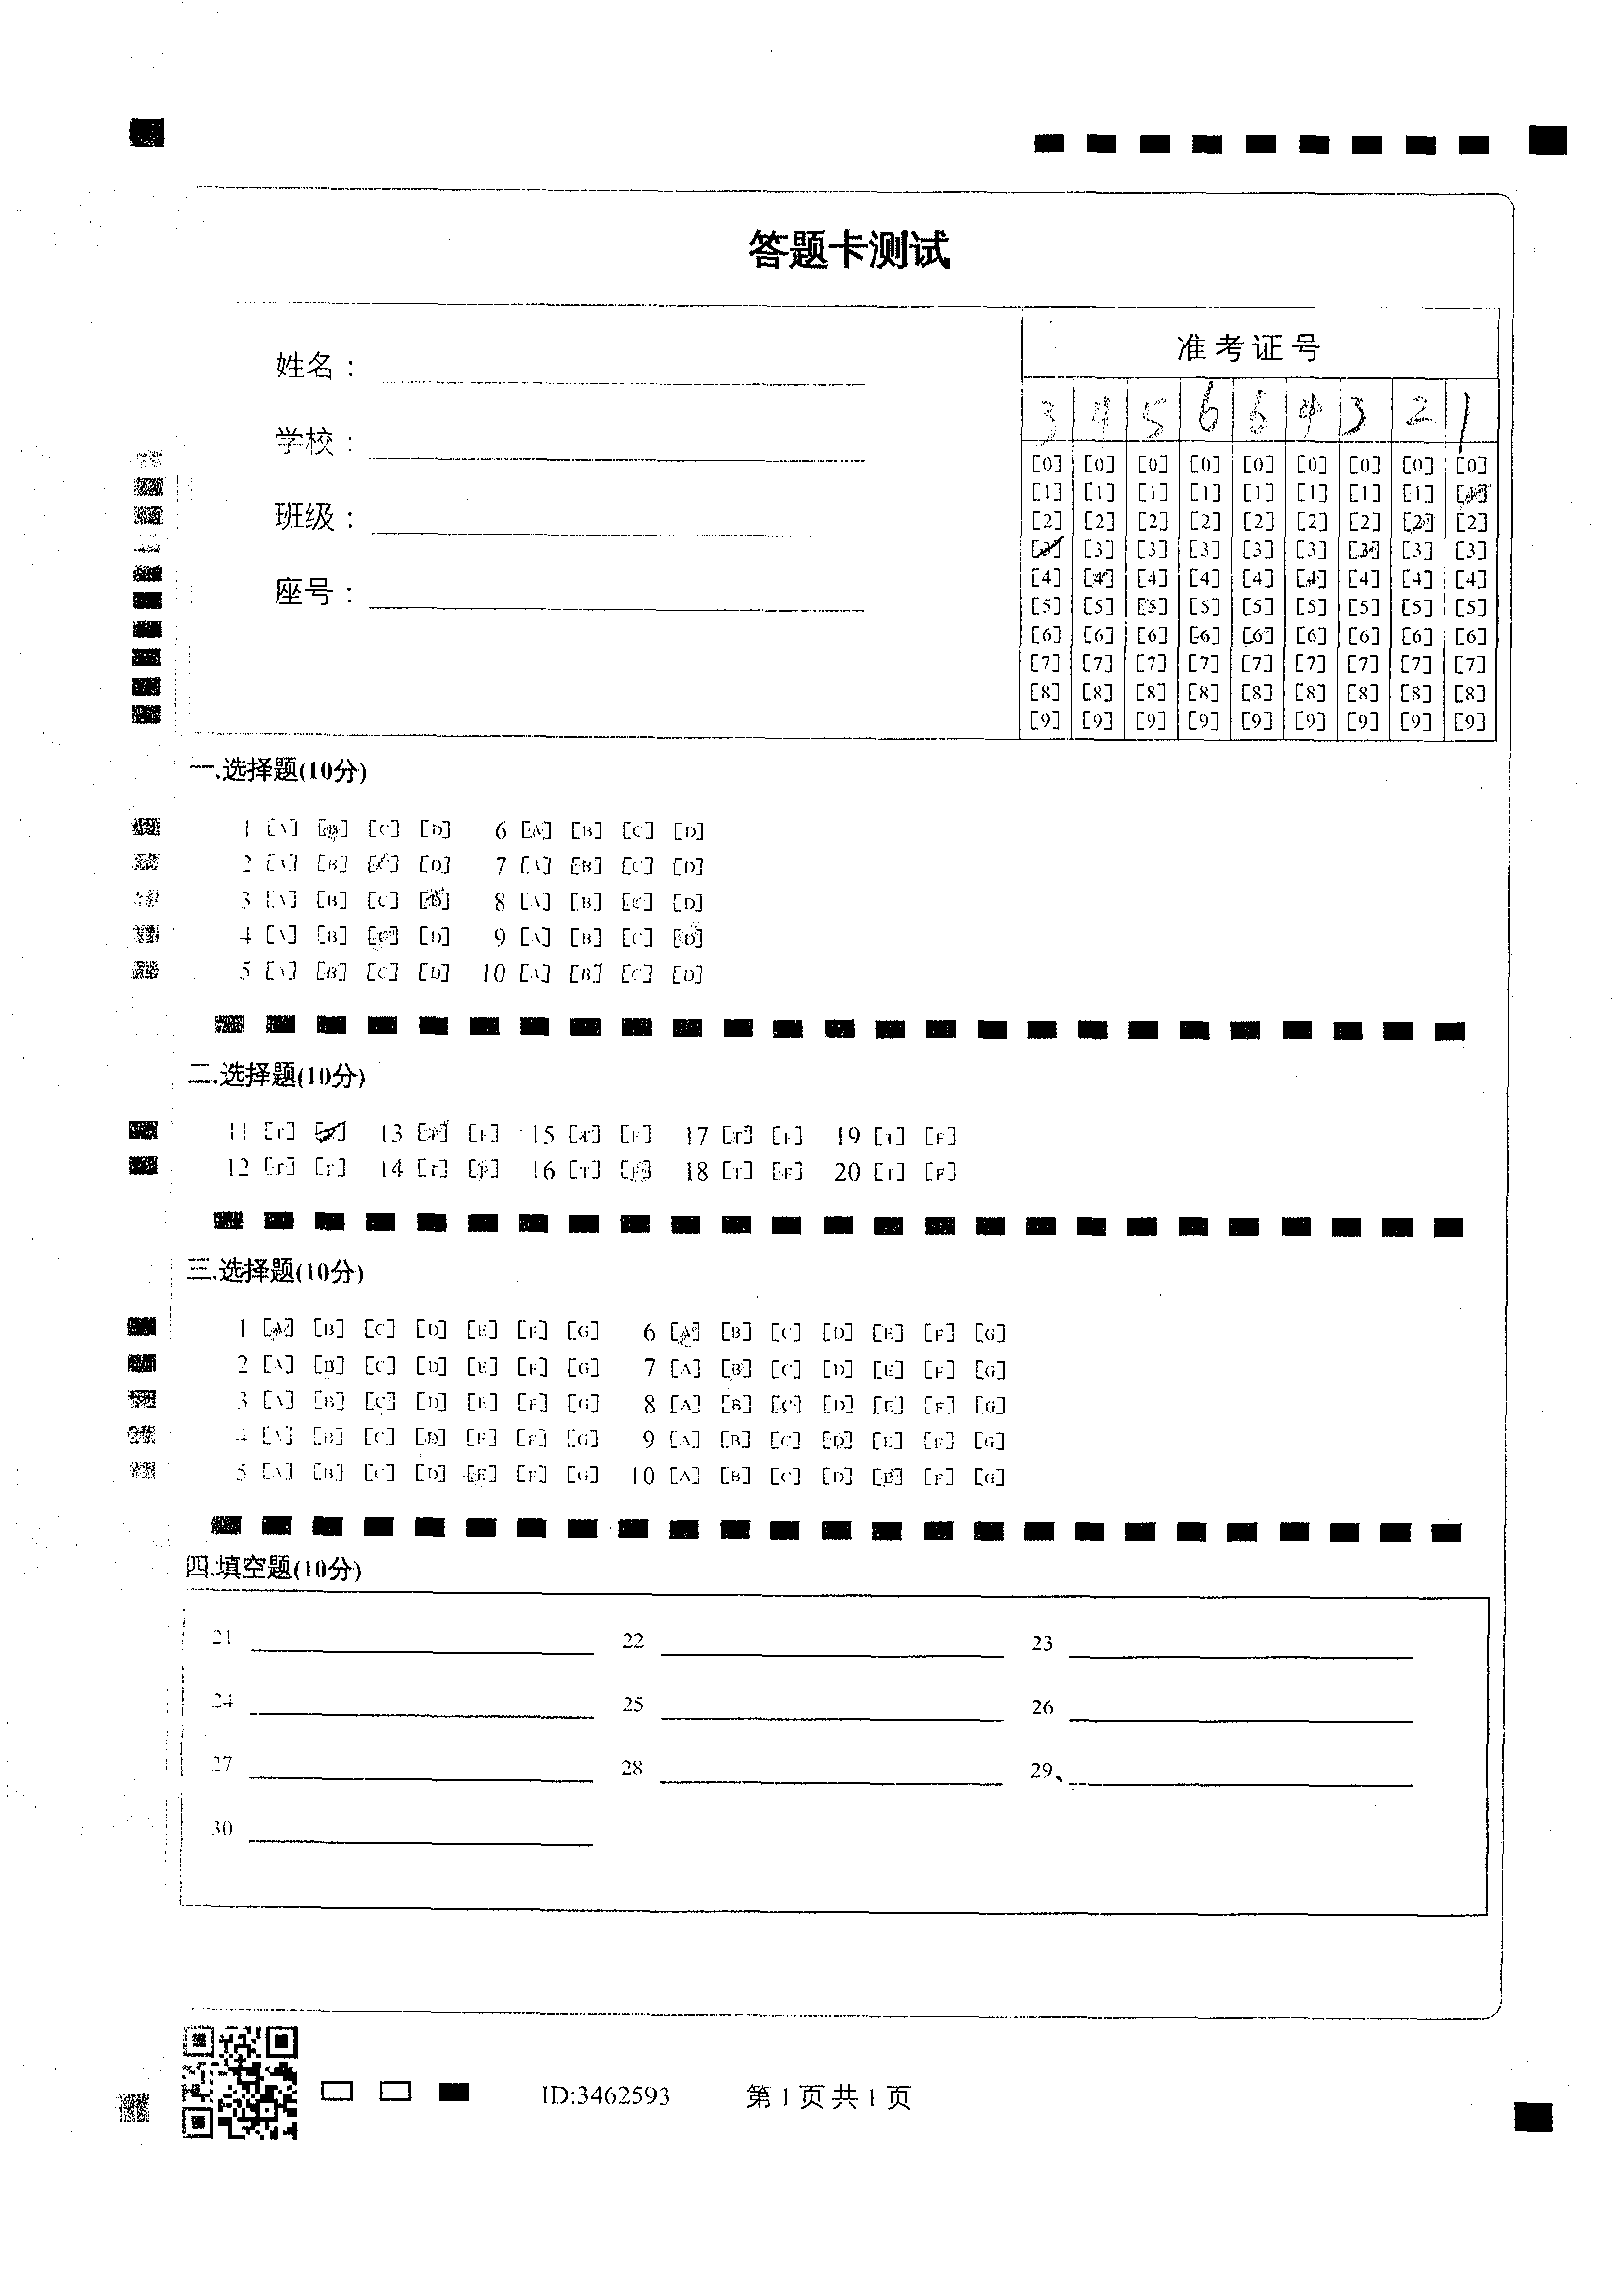 答题卡测试
准考证号
姓名：
学校：
班级：
座号：
3 4 5 6 6 4 3 2 1
[0] [0] [0] [0] [0] [0] [0] [0] [0]
[1] [1] [1] [1] [1] [1] [1] [1] [1]
[2] [2] [2] [2] [2] [2] [2] [2] [2]
[3] [3] [3] [3] [3] [3] [3] [3] [3]
[4] [4] [4] [4] [4] [4] [4] [4] [4]
[5] [5] [5] [5] [5] [5] [5] [5] [5]
[6] [6] [6] [6] [6] [6] [6] [6] [6]
[7] [7] [7] [7] [7] [7] [7] [7] [7]
[8] [8] [8] [8] [8] [8] [8] [8] [8]
[9] [9] [9] [9] [9] [9] [9] [9] [9]
一.选择题(10分)
1 [A] [B] [C] [D] 6 [A] [B] [C] [D]
2 [A] [B] [C] [D] 7 [A] [B] [C] [D]
3 [A] [B] [C] [D] 8 [A] [B] [C] [D]
4 [A] [B] [C] [D] 9 [A] [B] [C] [D]
5 [A] [B] [C] [D] 10 [A] [B] [C] [D]
二.选择题(10分)
11 [T] [F] 13 [T] [F] 15 [T] [F] 17 [T] [F] 19 [T] [F]
12 [T] [F] 14 [T] [F] 16 [T] [F] 18 [T] [F] 20 [T] [F]
三.选择题(10分)
1 [A] [B] [C] [D] [E] [F] [G] 6 [A] [B] [C] [D] [E] [F] [G]
2 [A] [B] [C] [D] [E] [F] [G] 7 [A] [B] [C] [D] [E] [F] [G]
3 [A] [B] [C] [D] [E] [F] [G] 8 [A] [B] [C] [D] [E] [F] [G]
4 [A] [B] [C] [D] [E] [F] [G] 9 [A] [B] [C] [D] [E] [F] [G]
5 [A] [B] [C] [D] [E] [F] [G] 10 [A] [B] [C] [D] [E] [F] [G]
四.填空题(10分)
21 22 23
24 25 26
27 28 29、
30
ID:3462593 第1页共1页